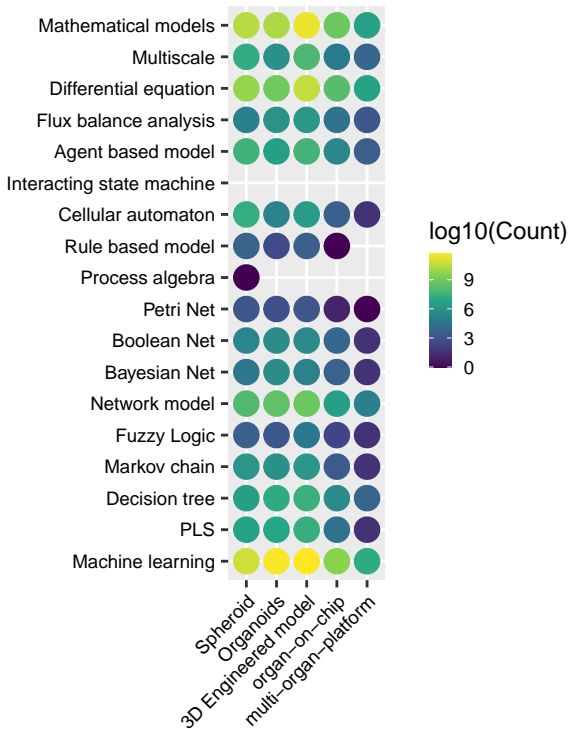 Mathematical models
Multiscale
Differential equation
Flux balance analysis
Agent based model
Interacting state machine
Cellular automaton
Rule based model
Process algebra
Petri Net
Boolean Net
Bayesian Net
Network model
Fuzzy Logic
Markov chain
Decision tree
PLS
Machine learning
Spheroid
Organoids
3D Engineered model
organ−on−chip
multi−organ−platform
log10(Count)
9
6
3
0